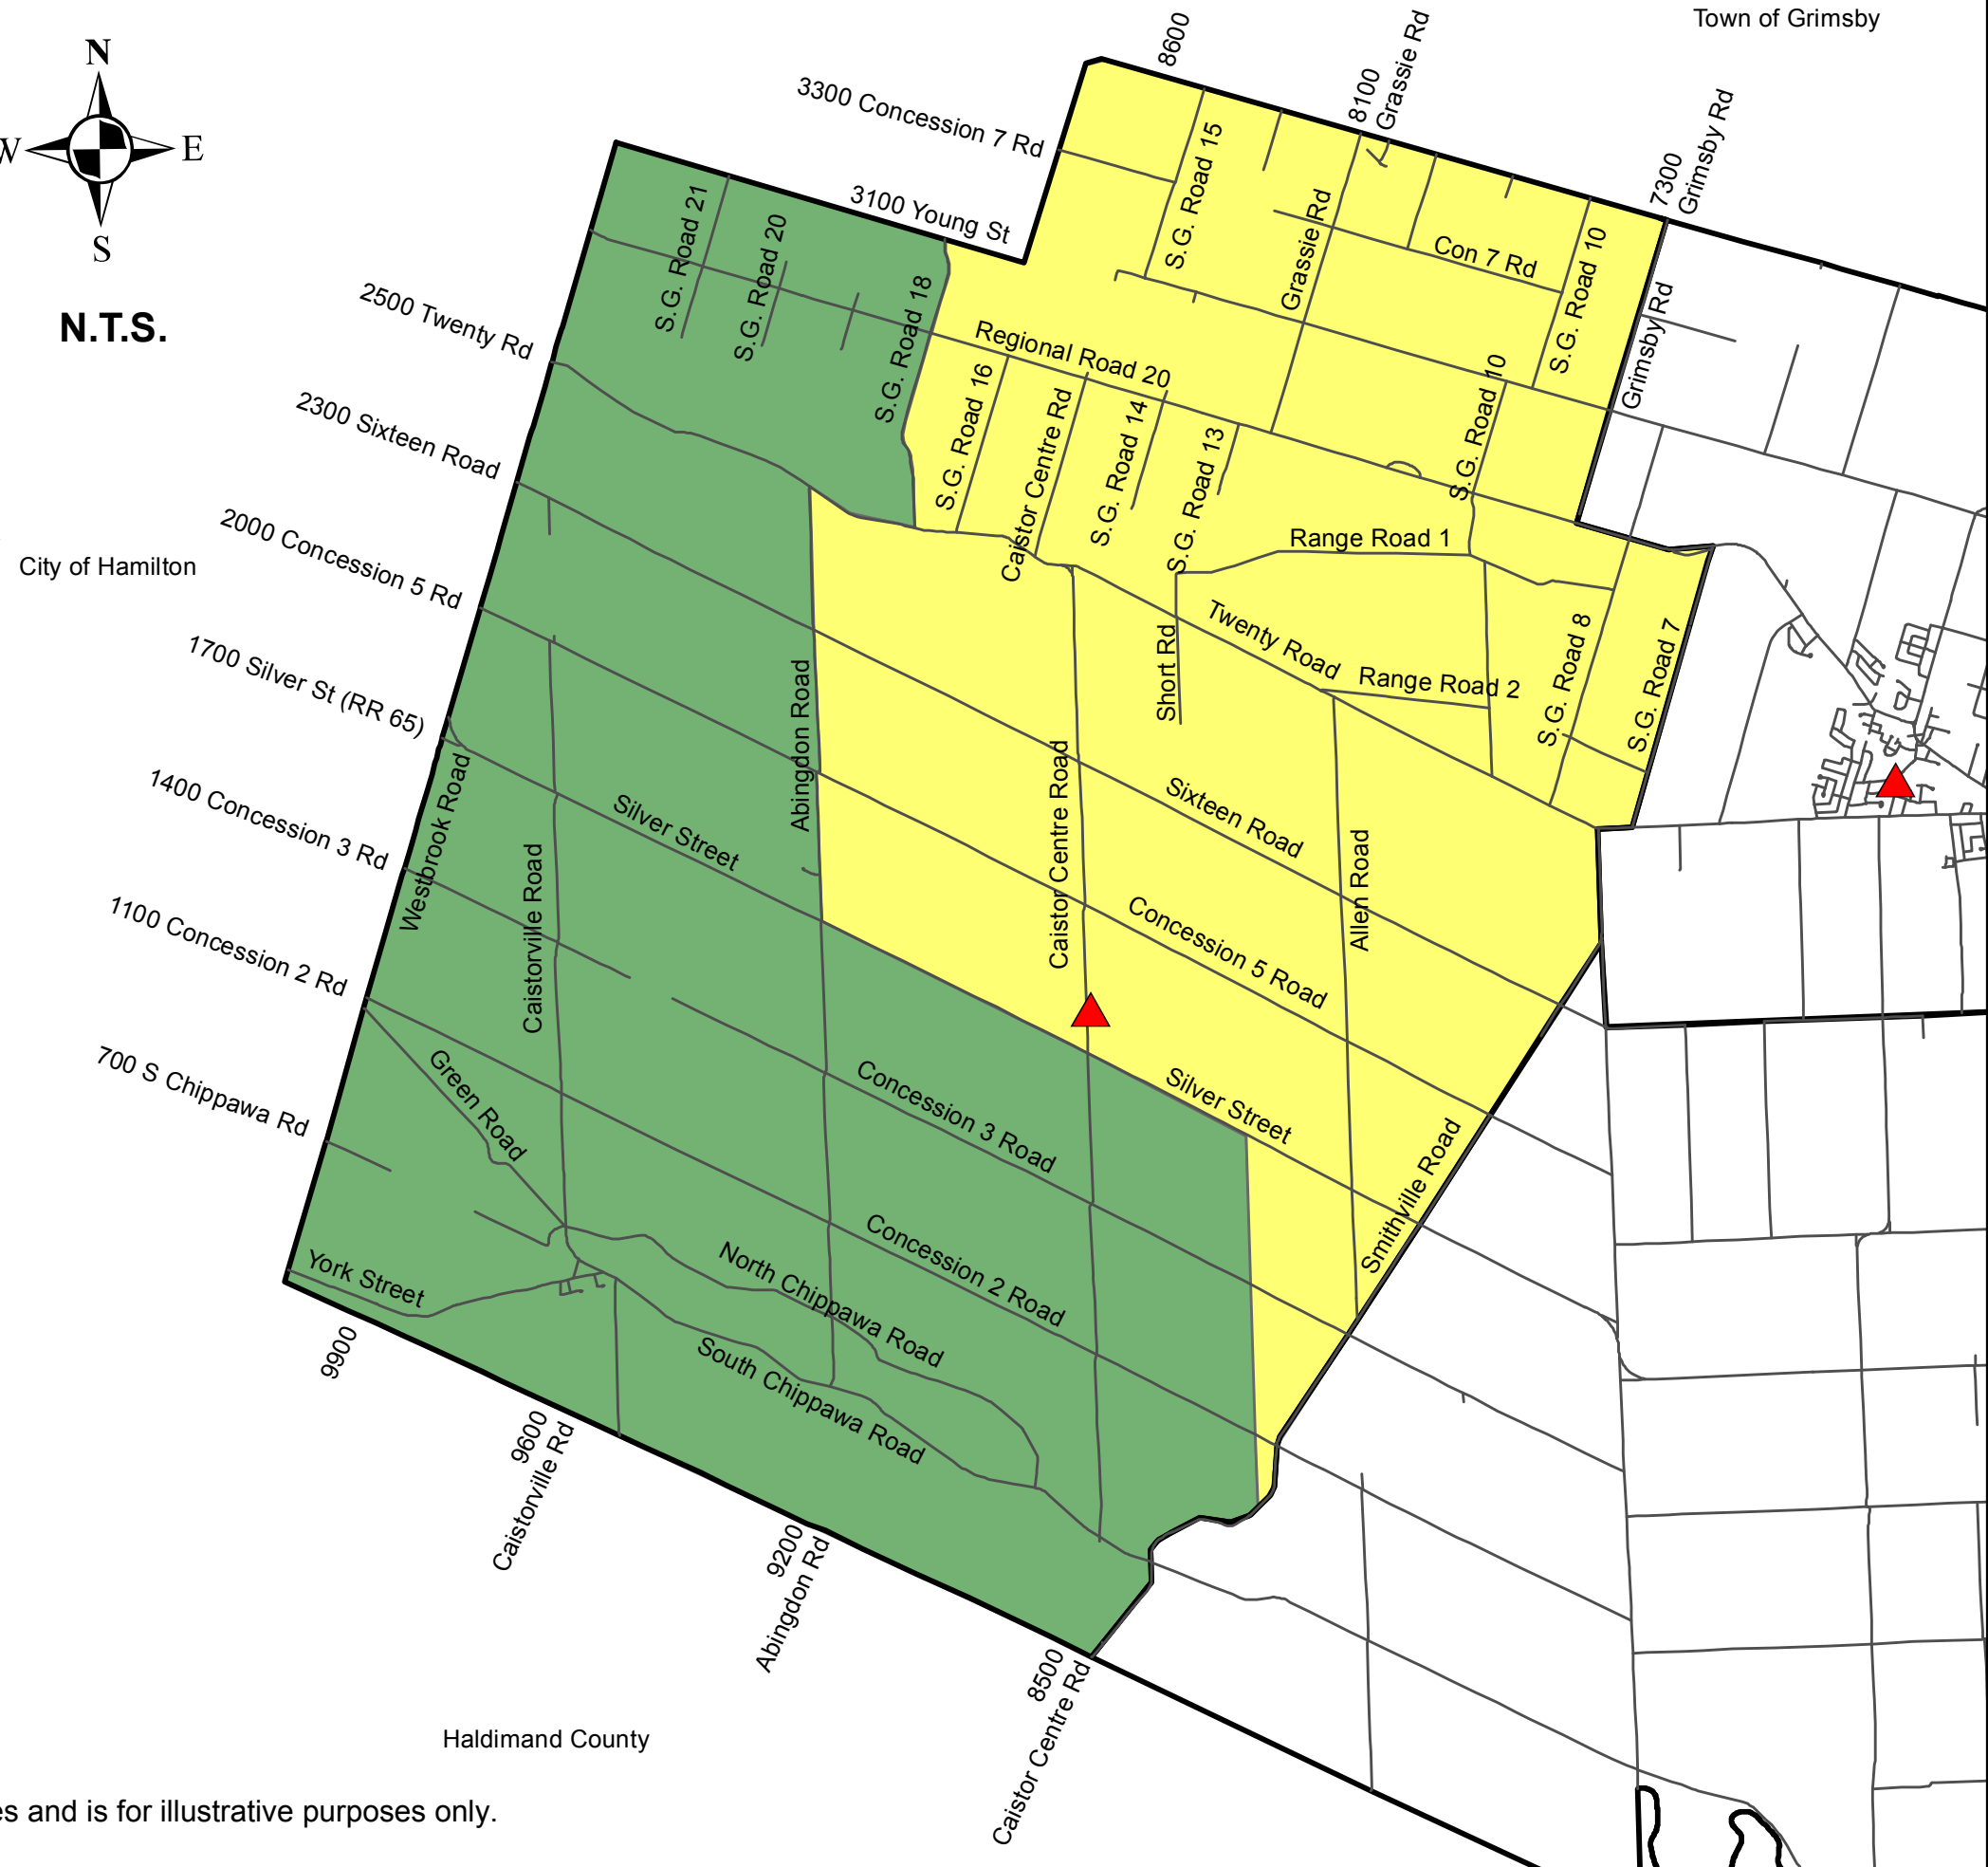 Town of Grimsby
N
W
E
S
N.T.S.
8600
8100
Grassie Rd
7300
Grimsby Rd
3300 Concession 7 Rd
3100 Young St
2500 Twenty Rd
2300 Sixteen Road
2000 Concession 5 Rd
City of Hamilton
1700 Silver St (RR 65)
1400 Concession 3 Rd
1100 Concession 2 Rd
700 S Chippawa Rd
S.G. Road 21
S.G. Road 20
S.G. Road 18
S.G. Road 15
Grassie Rd
Con 7 Rd
S.G. Road 10
Grimsby Rd
Regional Road 20
S.G. Road 16
Caistor Centre Rd
S.G. Road 14
S.G. Road 13
S.G. Road 10
Range Road 1
Twenty Road
Range Road 2
Short Rd
S.G. Road 8
S.G. Road 7
Abingdon Road
Westbrook Road
Silver Street
Caistorville Road
Caistor Centre Road
Sixteen Road
Allen Road
Concession 5 Road
Silver Street
Concession 3 Road
Smithville Road
Green Road
Concession 2 Road
North Chippawa Road
South Chippawa Road
York Street
9900
9600
Caistorville Rd
9200
Abingdon Rd
8500
Caistor Centre Rd
Haldimand County
es and is for illustrative purposes only.